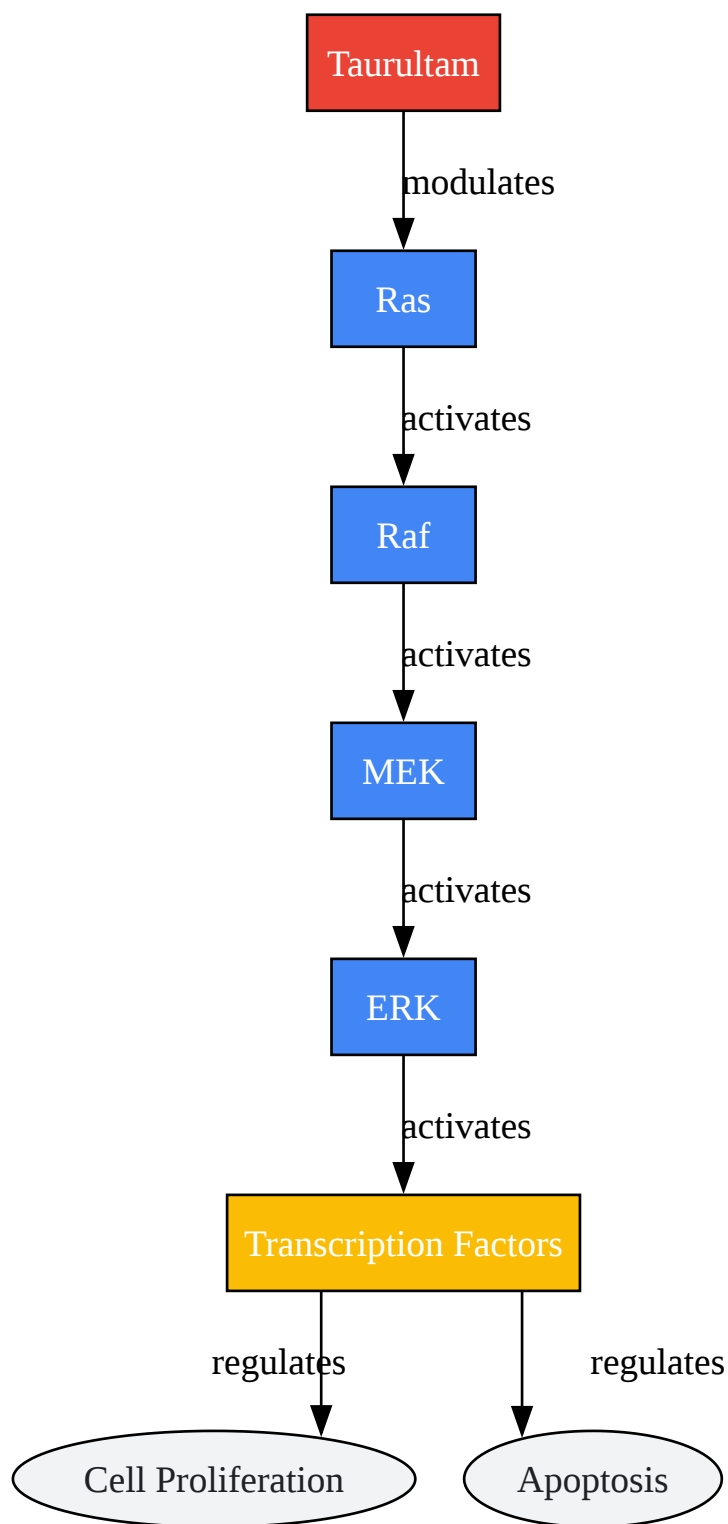 Taurultam
modulates
Ras
activates
Raf
activates
MEK
activates
ERK
activates
Transcription Factors
regulates
regulates
Cell Proliferation
Apoptosis